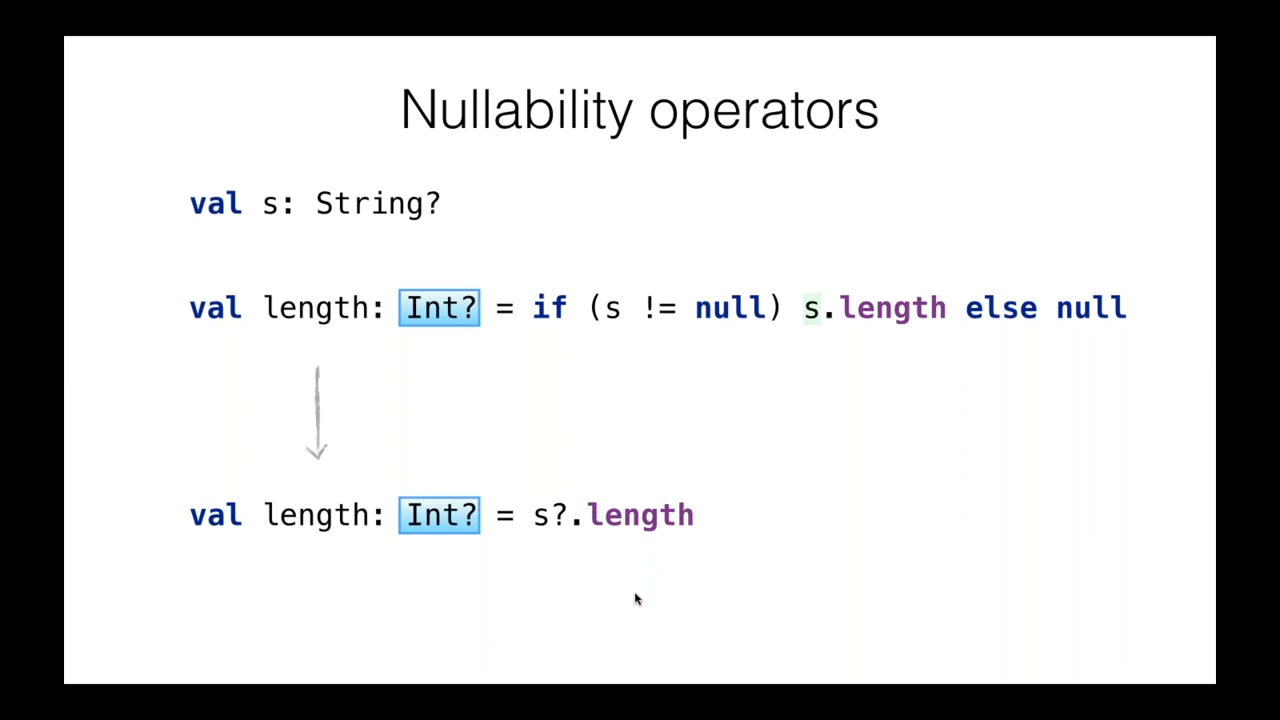 Nullability operators
val s: String?
val length: Int? = if (s != null) s.length else null
val length: Int? = s?.length